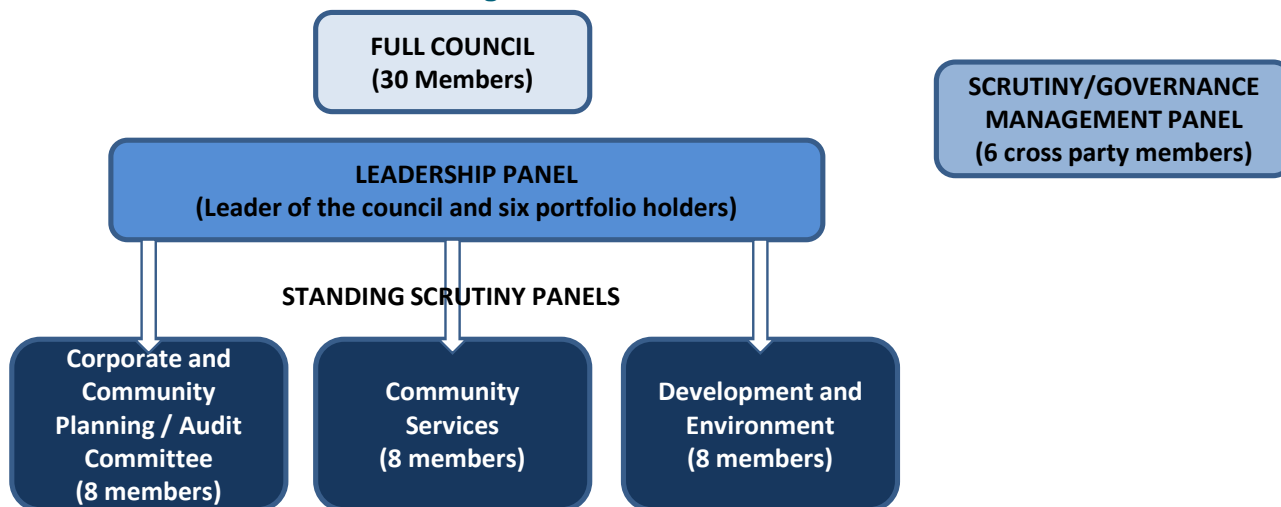 FULL COUNCIL
(30 Members)
SCRUTINY/GOVERNANCE
MANAGEMENT PANEL
(6 cross party members)
LEADERSHIP PANEL
(Leader of the council and six portfolio holders)
STANDING SCRUTINY PANELS
Corporate and
Community
Planning / Audit
Committee
(8 members)
Community
Services
(8 members)
Development and
Environment
(8 members)